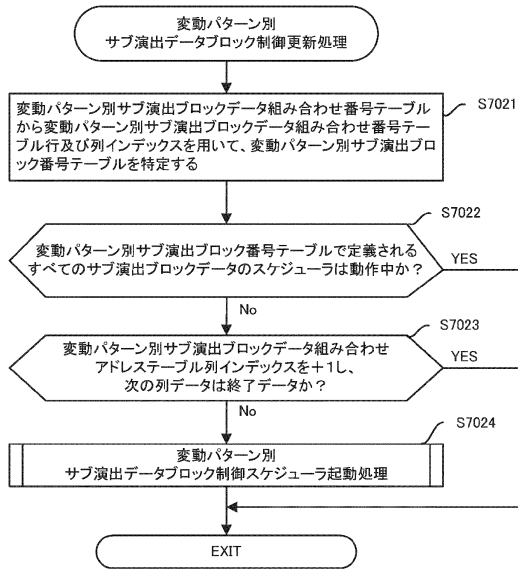 変動パターン別
サブ演出データブロック制御更新処理
S7021
変動パターン別サブ演出ブロックデータ組み合わせ番号テーブル
から変動パターン別サブ演出ブロックデータ組み合わせ番号テー
ブル行及び列インデックスを用いて、変動パターン別サブ演出ブロ
ック番号テーブルを特定する
S7022
変動パターン別サブ演出ブロック番号テーブルで定義される
すべてのサブ演出ブロックデータのスケジューラは動作中か？
YES
No
S7023
変動パターン別サブ演出ブロックデータ組み合わせ
アドレステーブル列インデックスを+1し、
次の列データは終了データか？
YES
No
S7024
変動パターン別
サブ演出データブロック制御スケジューラ起動処理
EXIT